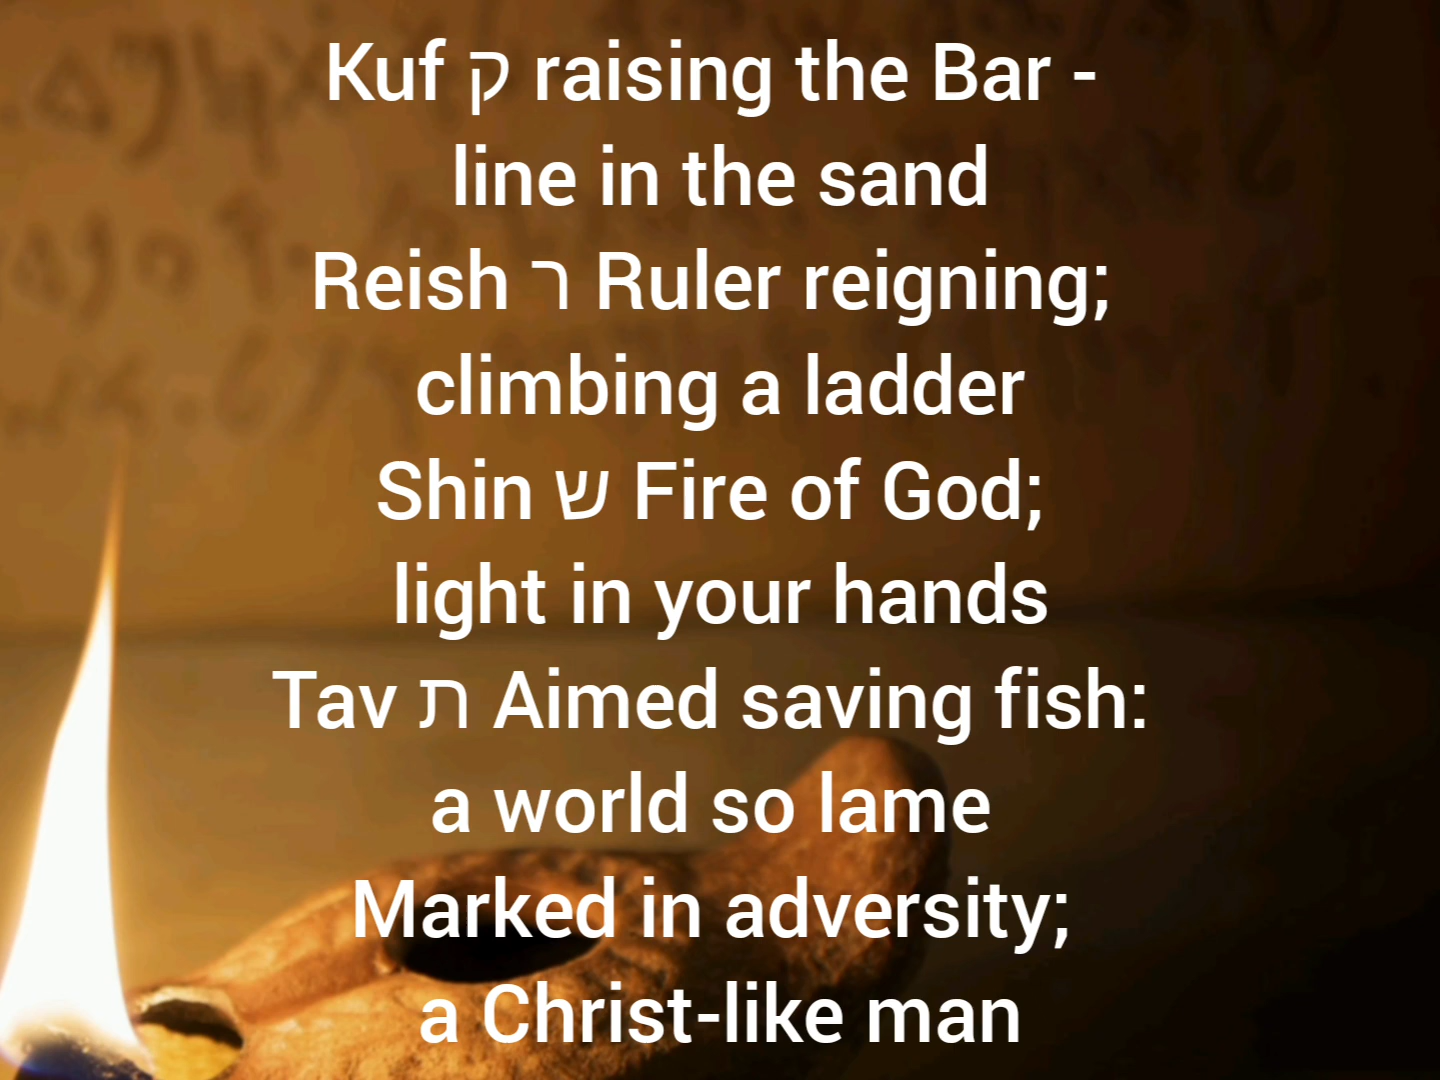 Kuf ק raising the Bar -
line in the sand
Reish ר Ruler reigning;
climbing a ladder
Shin ש Fire of God;
light in your hands
Tav ת Aimed saving fish:
a world so lame
Marked in adversity;
a Christ-like man